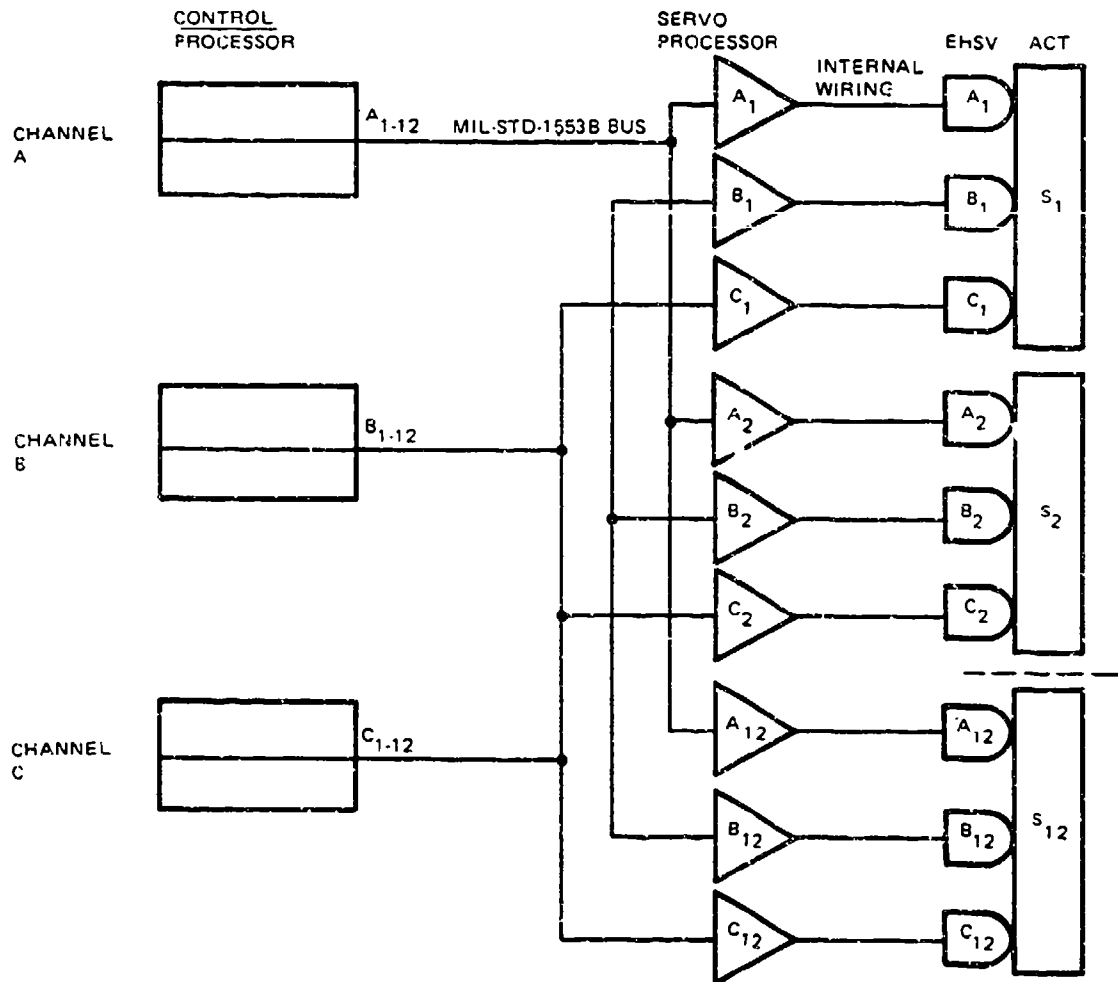 CONTROL PROCESSOR
SERVO PROCESSOR
EHSV
ACT
INTERNAL WIRING
CHANNEL A
A1-12
MIL-STD-1553B BUS
A1
A1
B1
B1
S1
C1
C1
CHANNEL B
B1-12
A2
A2
B2
B2
S2
C2
C2
CHANNEL C
C1-12
A12
A12
B12
B12
S12
C12
C12